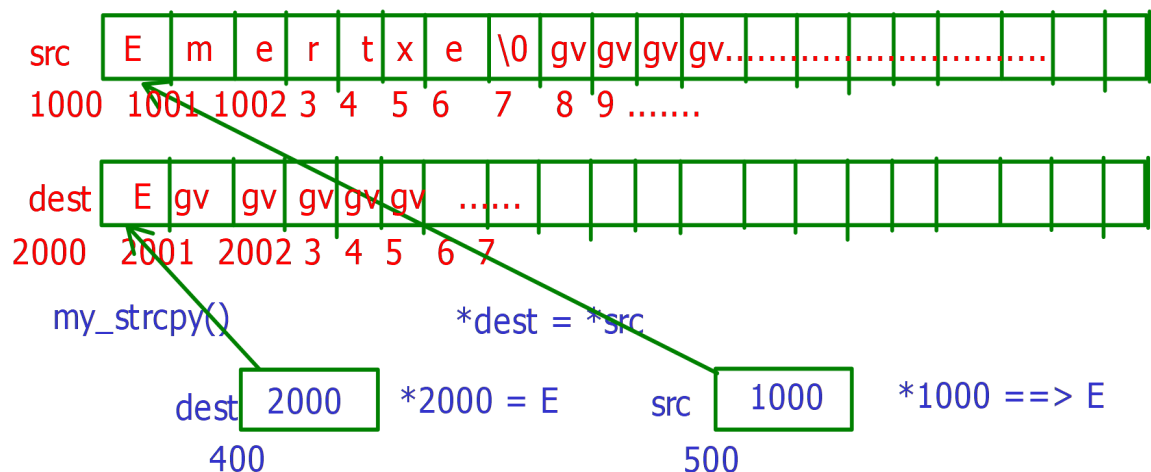 src E m e r t x e \0 gv gv gv gv..............................
1000 1001 1002 3 4 5 6 7 8 9 .......
dest E gv gv gv gv gv ......
2000 2001 2002 3 4 5 6 7
my_strcpy() *dest = *src
dest 2000 *2000 = E src 1000 *1000 ==> E
400 500